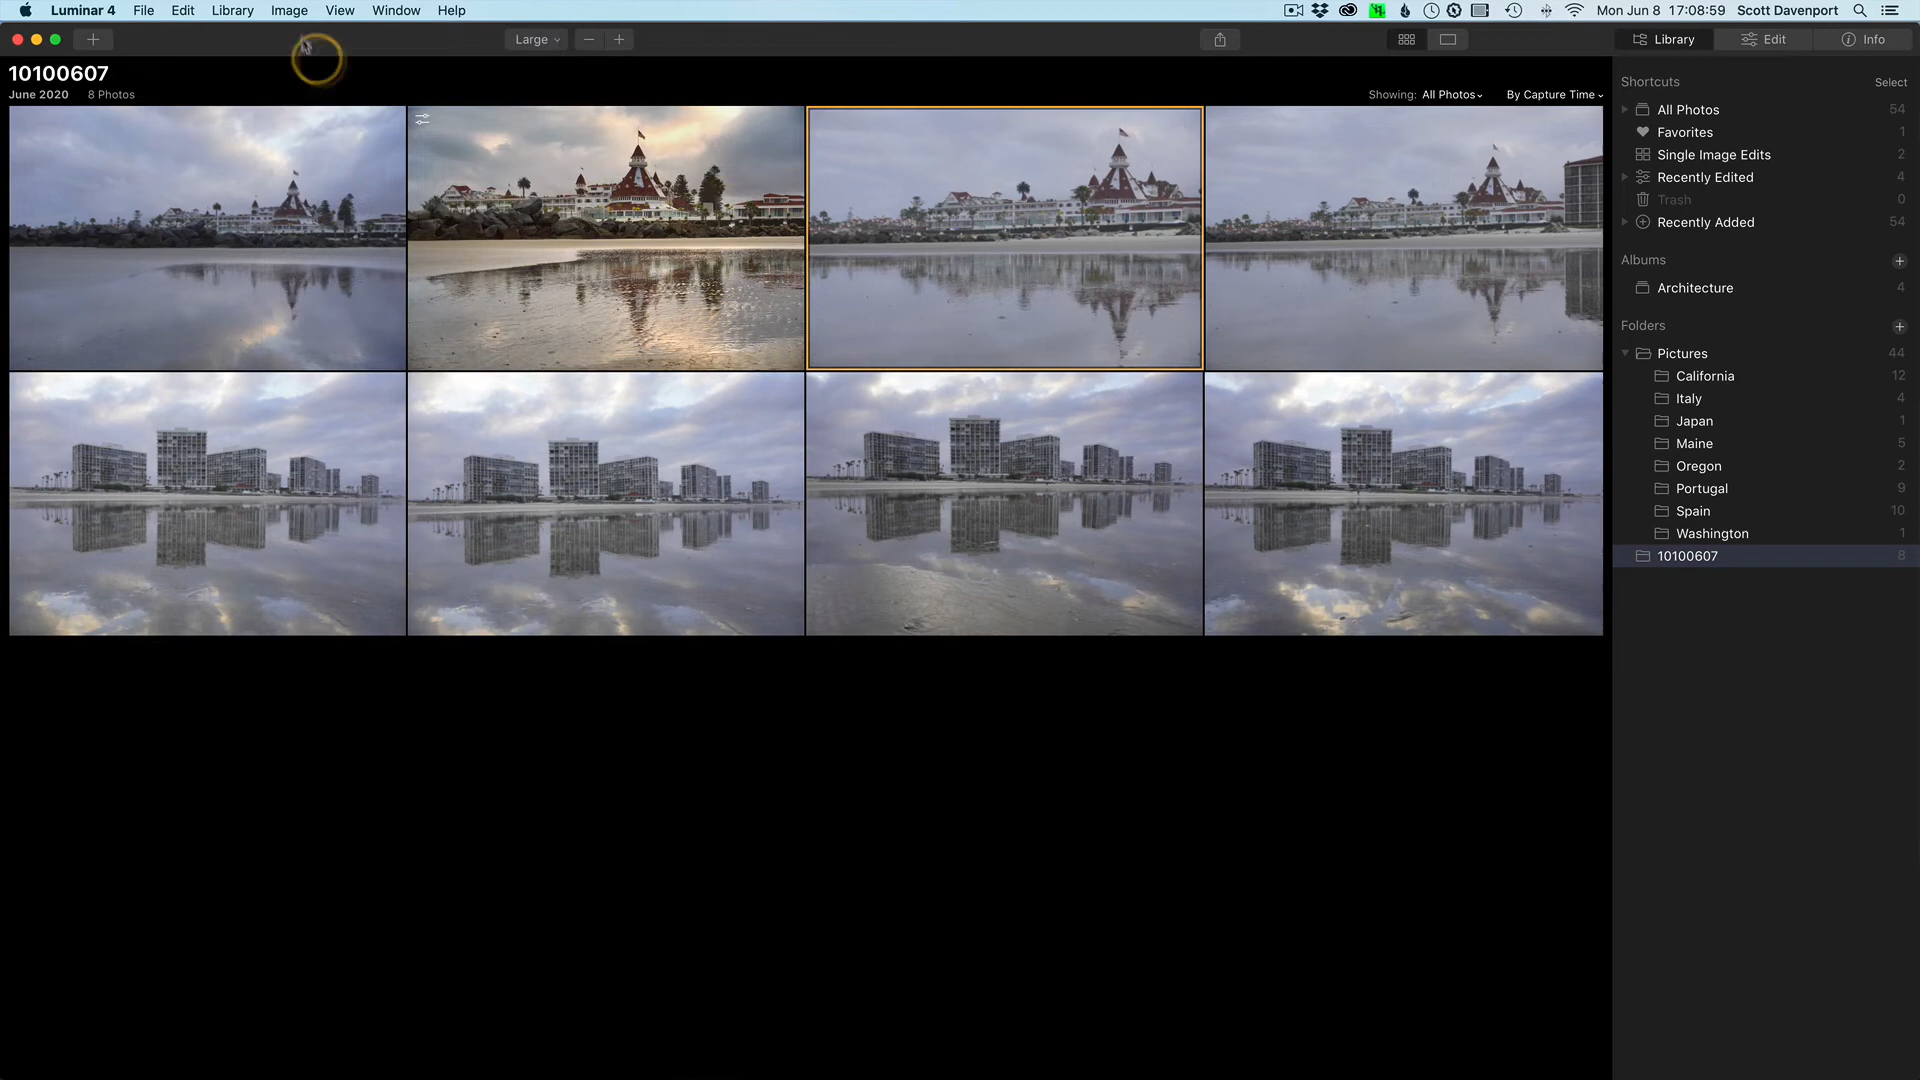 Luminar 4 File Edit Library Image View Window Help Mon Jun 8 17:08:59 Scott Davenport
Large Library Edit Info
10100607
June 2020 8 Photos Showing: All Photos By Capture Time
Shortcuts Select
All Photos 54
Favorites 1
Single Image Edits 2
Recently Edited 4
Trash 0
Recently Added 54
Albums
Architecture 4
Folders
Pictures 44
California 12
Italy 4
Japan 1
Maine 5
Oregon 2
Portugal 9
Spain 10
Washington 1
10100607 8